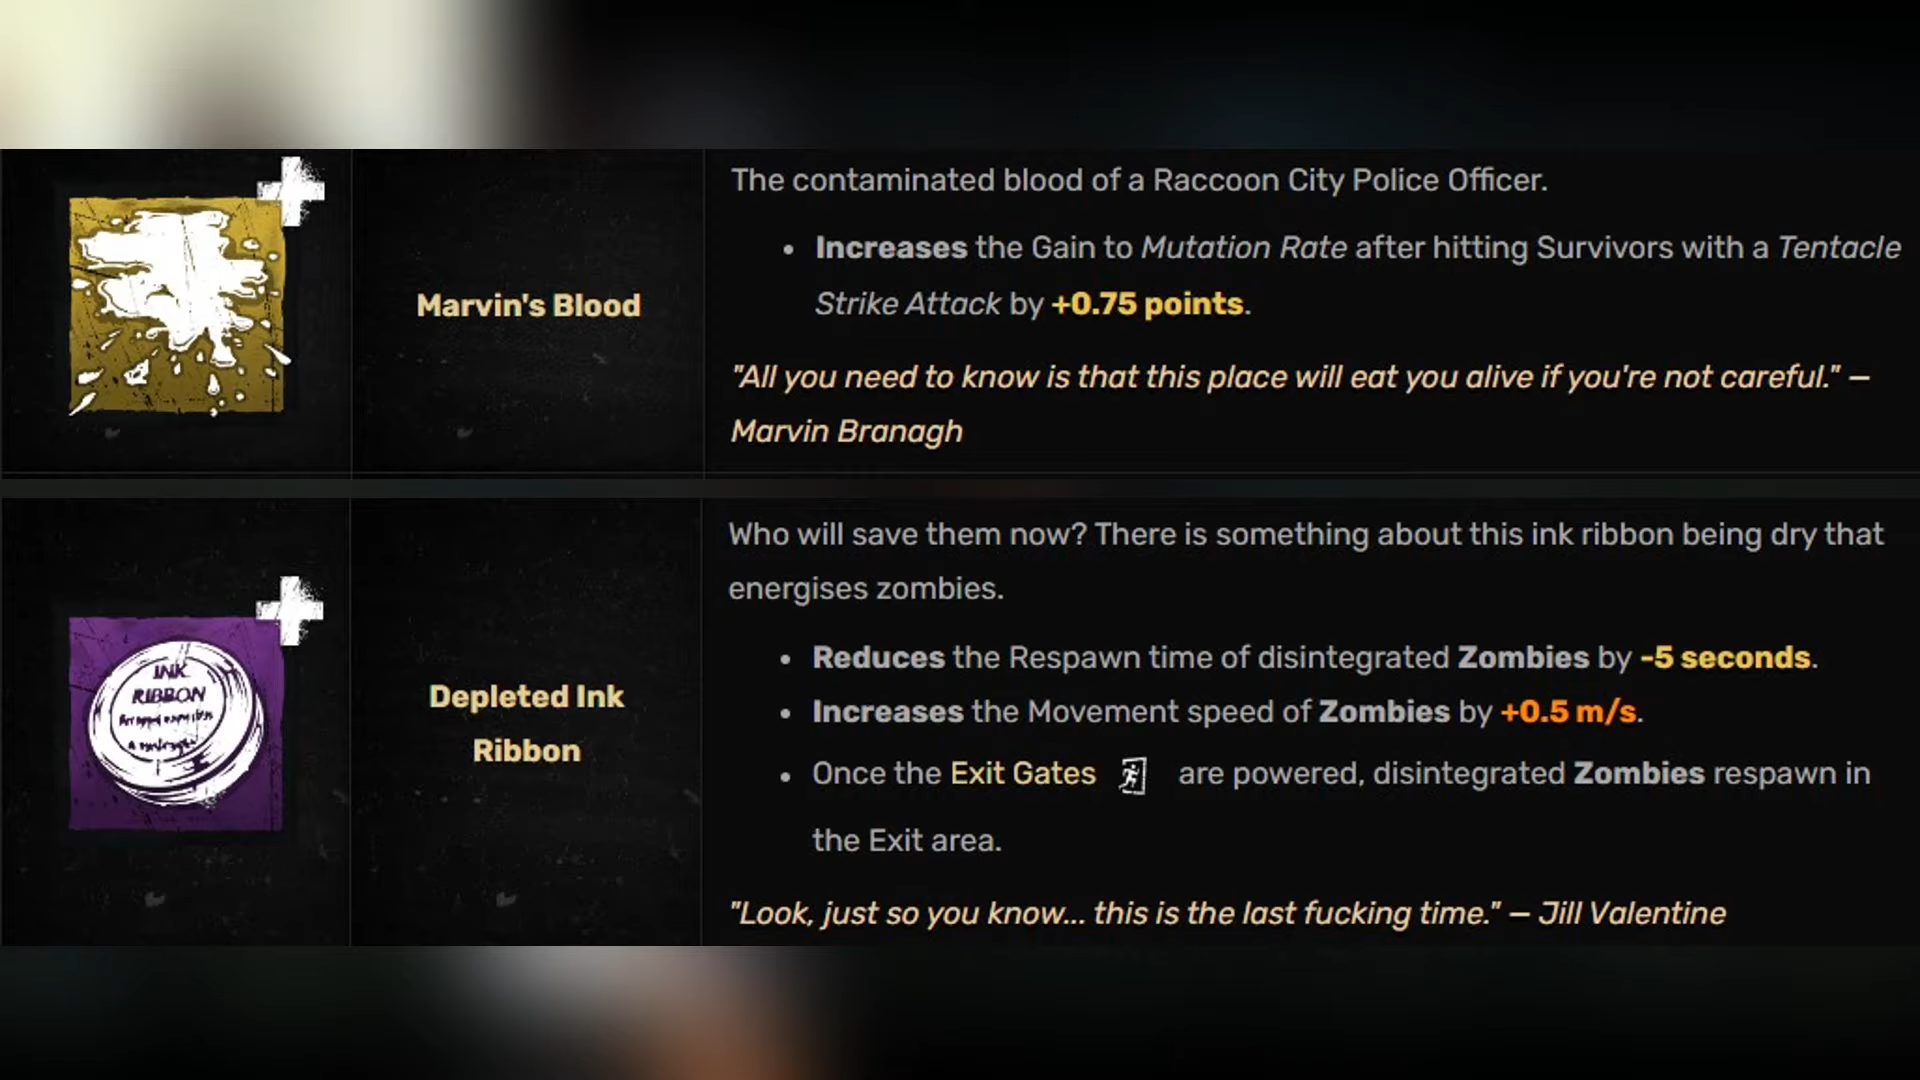 The contaminated blood of a Raccoon City Police Officer.
Marvin's Blood
Increases the Gain to Mutation Rate after hitting Survivors with a Tentacle
Strike Attack by +0.75 points.
"All you need to know is that this place will eat you alive if you're not careful." —
Marvin Branagh
INK
RIBBON
Depleted Ink
Ribbon
Who will save them now? There is something about this ink ribbon being dry that
energises zombies.
Reduces the Respawn time of disintegrated Zombies by -5 seconds.
Increases the Movement speed of Zombies by +0.5 m/s.
Once the Exit Gates are powered, disintegrated Zombies respawn in
the Exit area.
"Look, just so you know... this is the last fucking time." — Jill Valentine